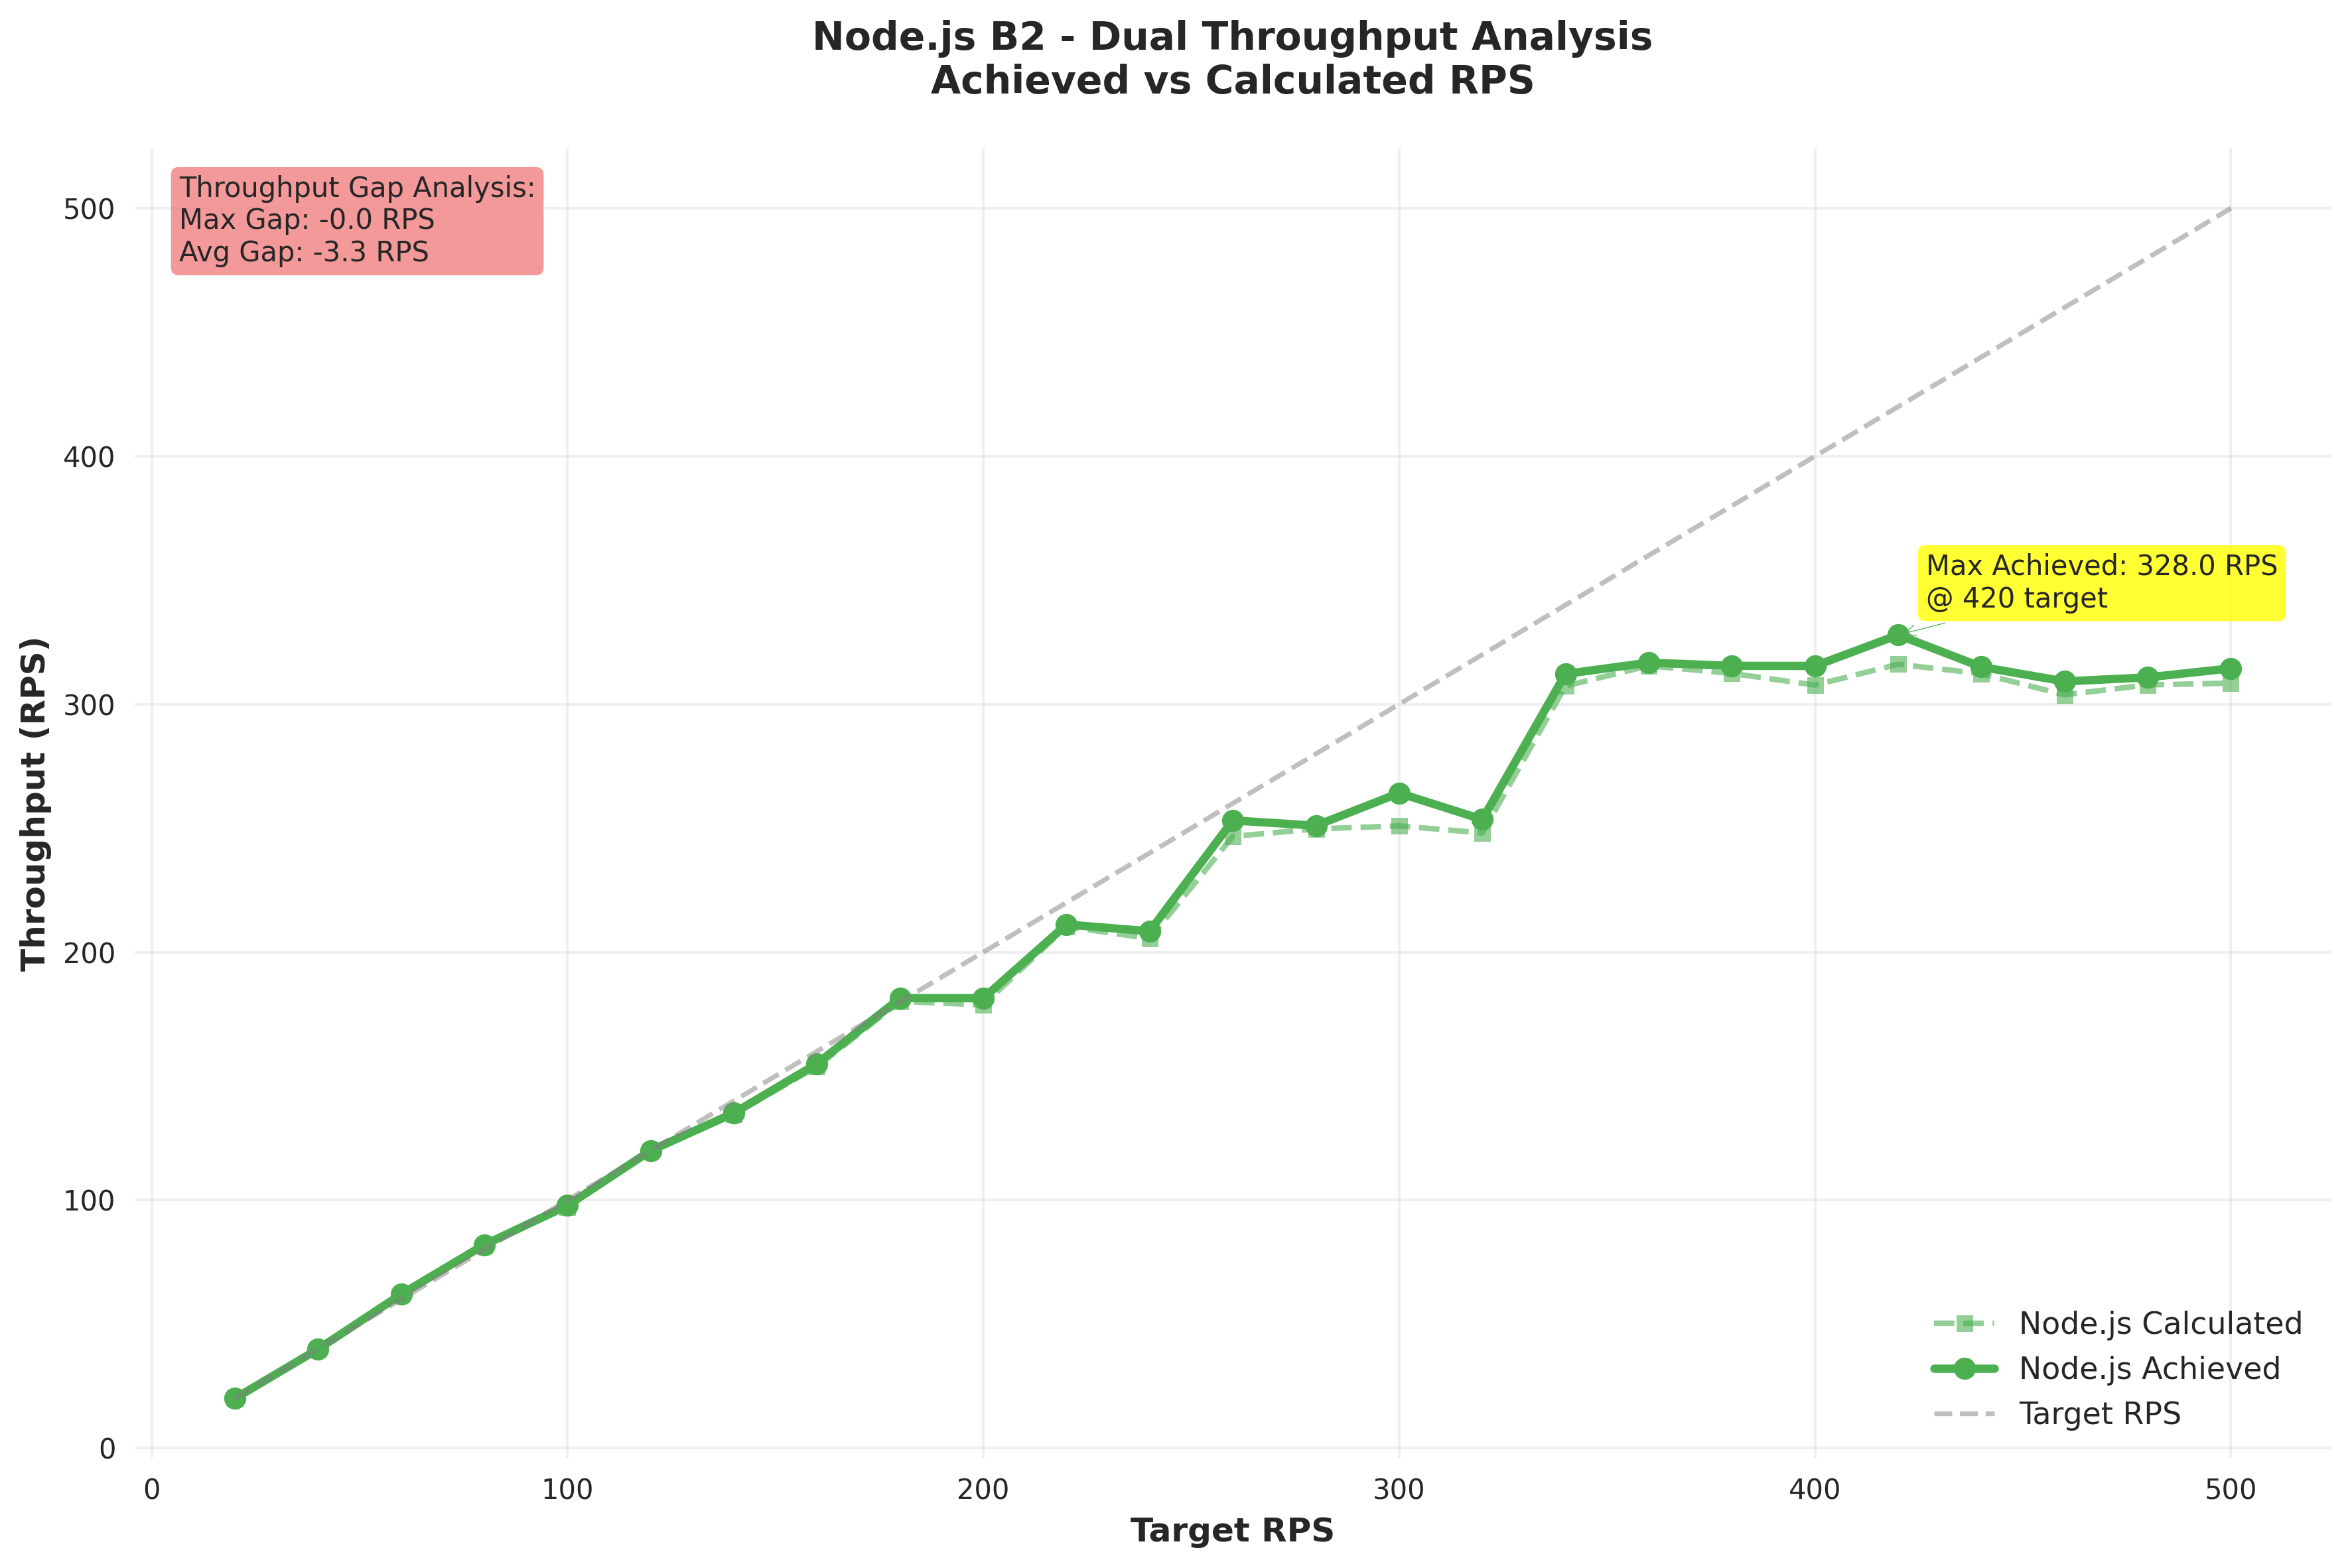 Node.js B2 - Dual Throughput Analysis
Achieved vs Calculated RPS
Throughput Gap Analysis:
Max Gap: -0.0 RPS
Avg Gap: -3.3 RPS
Max Achieved: 328.0 RPS
@ 420 target
Throughput (RPS)
500
400
300
200
100
0
0 100 200 300 400 500
Target RPS
Node.js Calculated
Node.js Achieved
Target RPS